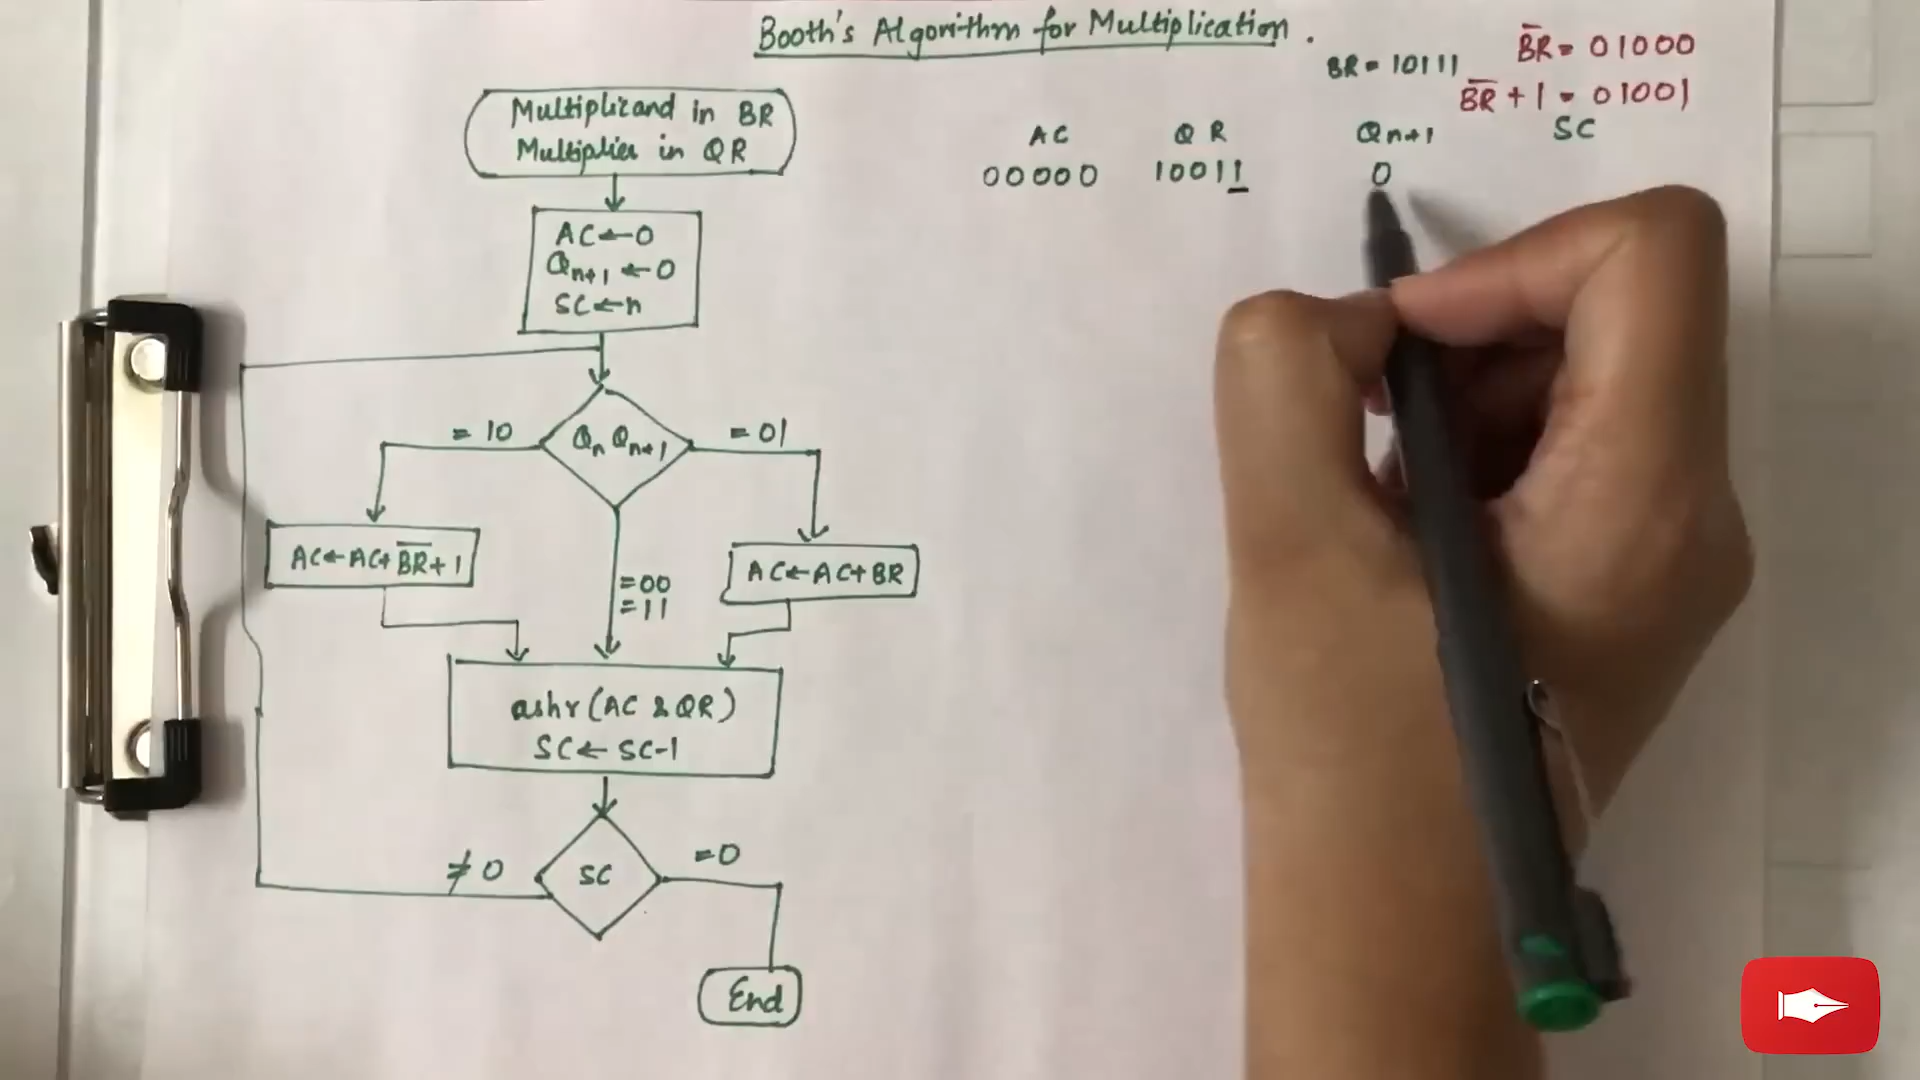 Booth's Algorithm for Multiplication.
BR = 10111
B̅R̅ = 01000
B̅R̅ + 1 = 01001
AC QR Qn+1 SC
00000 10011 0
Multiplicand in BR
Multiplier in QR
AC ← 0
Qn+1 ← 0
SC ← n
Qn Qn+1
= 10
= 01
AC ← AC + B̅R̅ + 1
=00
=11
AC ← AC + BR
ashr (AC & QR)
SC ← SC-1
SC
≠ 0
=0
End